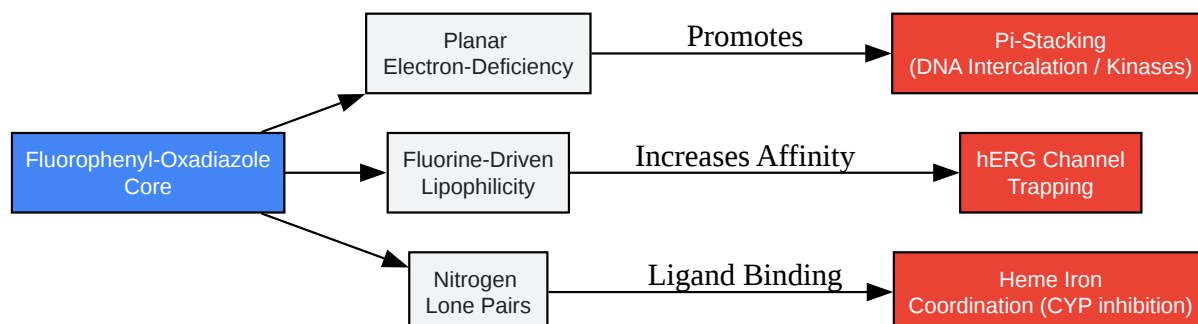 Planar
Electron-Deficiency
Promotes
Pi-Stacking
(DNA Intercalation / Kinases)
Fluorophenyl-Oxadiazole
Core
Fluorine-Driven
Lipophilicity
Increases Affinity
hERG Channel
Trapping
Nitrogen
Lone Pairs
Ligand Binding
Heme Iron
Coordination (CYP inhibition)